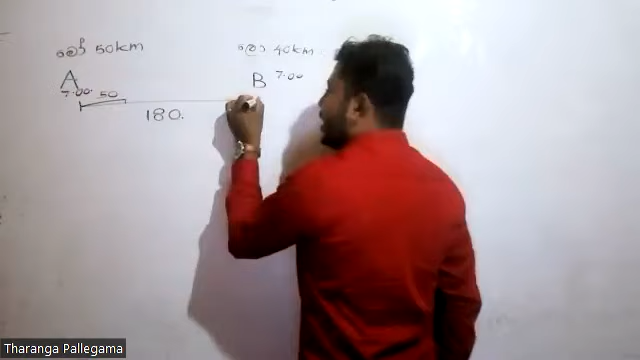 50km 40km
A B 7.00
7.00 50
180.
Tharanga Pallegama